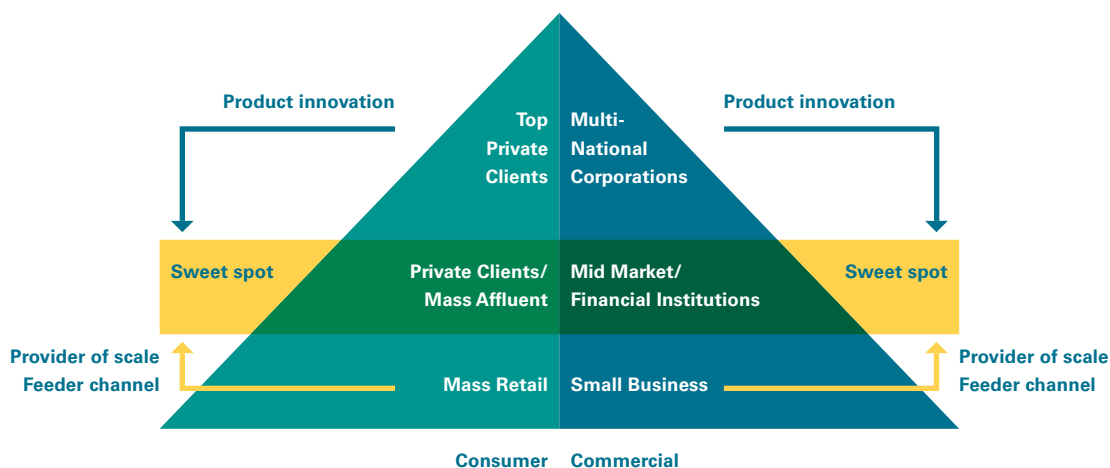 Product innovation
Product innovation
Top
Private
Clients
Multi-
National
Corporations
Sweet spot
Private Clients/
Mass Affluent
Mid Market/
Financial Institutions
Sweet spot
Provider of scale
Feeder channel
Mass Retail
Small Business
Provider of scale
Feeder channel
Consumer
Commercial